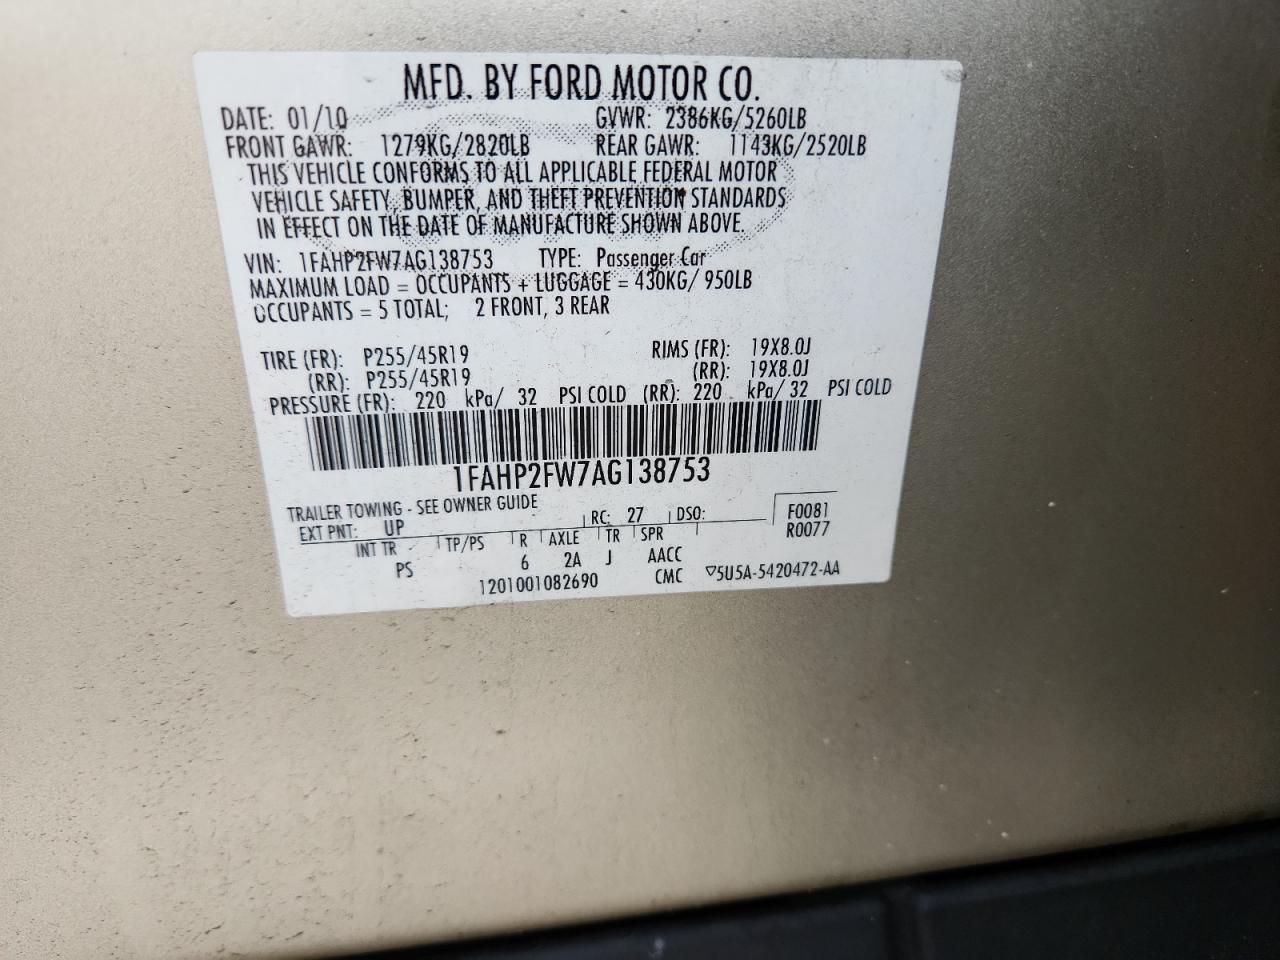 MFD. BY FORD MOTOR CO.
DATE: 01/10 GVWR: 2386KG/5260LB
FRONT GAWR: 1279KG/2820LB REAR GAWR: 1143KG/2520LB
THIS VEHICLE CONFORMS TO ALL APPLICABLE FEDERAL MOTOR
VEHICLE SAFETY, BUMPER, AND THEFT PREVENTION STANDARDS
IN EFFECT ON THE DATE OF MANUFACTURE SHOWN ABOVE.
VIN: 1FAHP2FW7AG138753 TYPE: Passenger Car
MAXIMUM LOAD = OCCUPANTS + LUGGAGE = 430KG/ 950LB
OCCUPANTS = 5 TOTAL; 2 FRONT, 3 REAR
TIRE (FR): P255/45R19 RIMS (FR): 19X8.0J
(RR): P255/45R19 (RR): 19X8.0J
PRESSURE (FR): 220 kPa/ 32 PSI COLD (RR): 220 kPa/ 32 PSI COLD
1FAHP2FW7AG138753
TRAILER TOWING - SEE OWNER GUIDE
EXT PNT: UP RC: 27 DSO: F0081
R0077
INT TR TP/PS R AXLE TR SPR
PS 6 2A J AACC
1201001082690 CMC ▽5U5A-5420472-AA